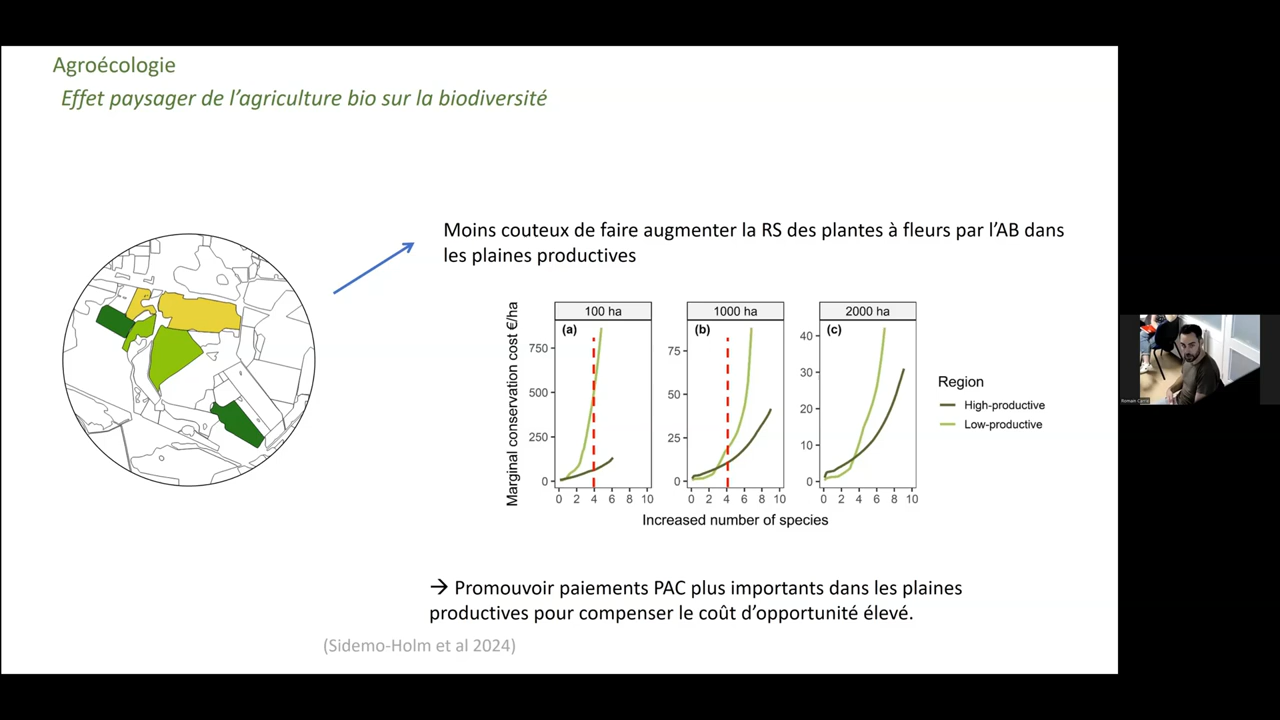 Agroécologie
Effet paysager de l'agriculture bio sur la biodiversité
Moins couteux de faire augmenter la RS des plantes à fleurs par l'AB dans
les plaines productives
100 ha
1000 ha
2000 ha
(a)
(b)
(c)
Marginal conservation cost €/ha
750
500
250
0
75
50
25
0
40
30
20
10
0
0 2 4 6 8 10
0 2 4 6 8 10
0 2 4 6 8 10
Increased number of species
Region
High-productive
Low-productive
→ Promouvoir paiements PAC plus importants dans les plaines
productives pour compenser le coût d'opportunité élevé.
(Sidemo-Holm et al 2024)